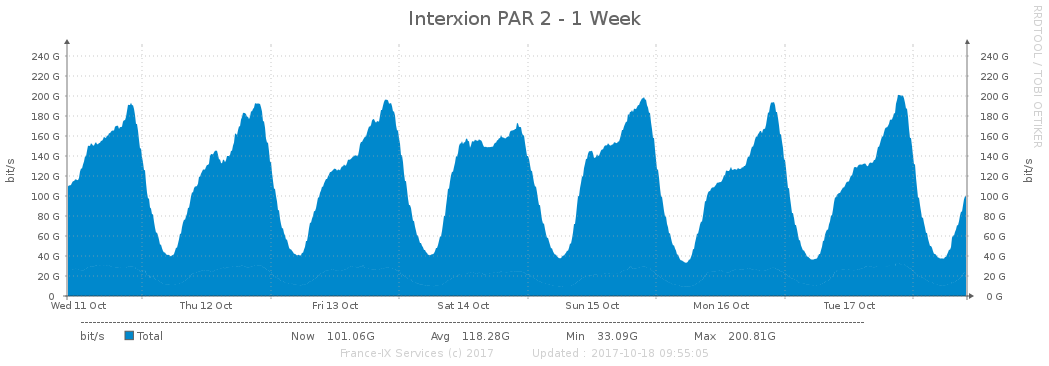 Interxion PAR 2 - 1 Week
RRDTOOL / TOBI OETIKER
bit/s
bit/s
240 G 240 G
220 G 220 G
200 G 200 G
180 G 180 G
160 G 160 G
140 G 140 G
120 G 120 G
100 G 100 G
80 G 80 G
60 G 60 G
40 G 40 G
20 G 20 G
0 0 G
Wed 11 Oct Thu 12 Oct Fri 13 Oct Sat 14 Oct Sun 15 Oct Mon 16 Oct Tue 17 Oct
bit/s Total Now 101.06G Avg 118.28G Min 33.09G Max 200.81G
France-IX Services (c) 2017 Updated : 2017-10-18 09:55:05